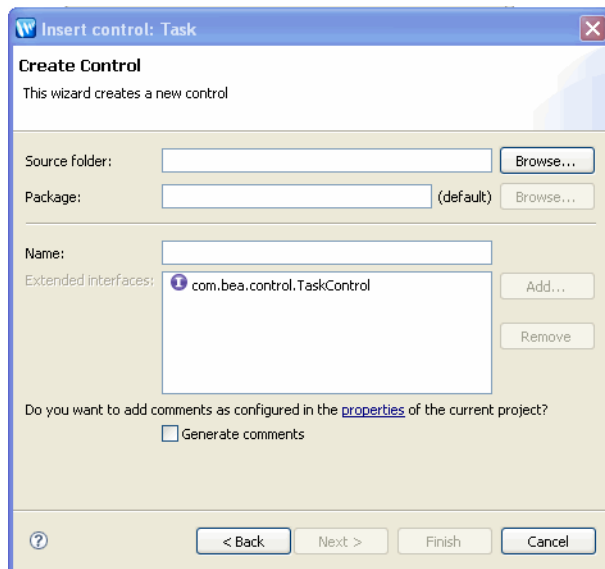 Insert control: Task
Create Control
This wizard creates a new control
Source folder:
Browse...
Package:
(default)
Browse...
Name:
Extended interfaces:
com.bea.control.TaskControl
Add...
Remove
Do you want to add comments as configured in the properties of the current project?
Generate comments
< Back
Next >
Finish
Cancel